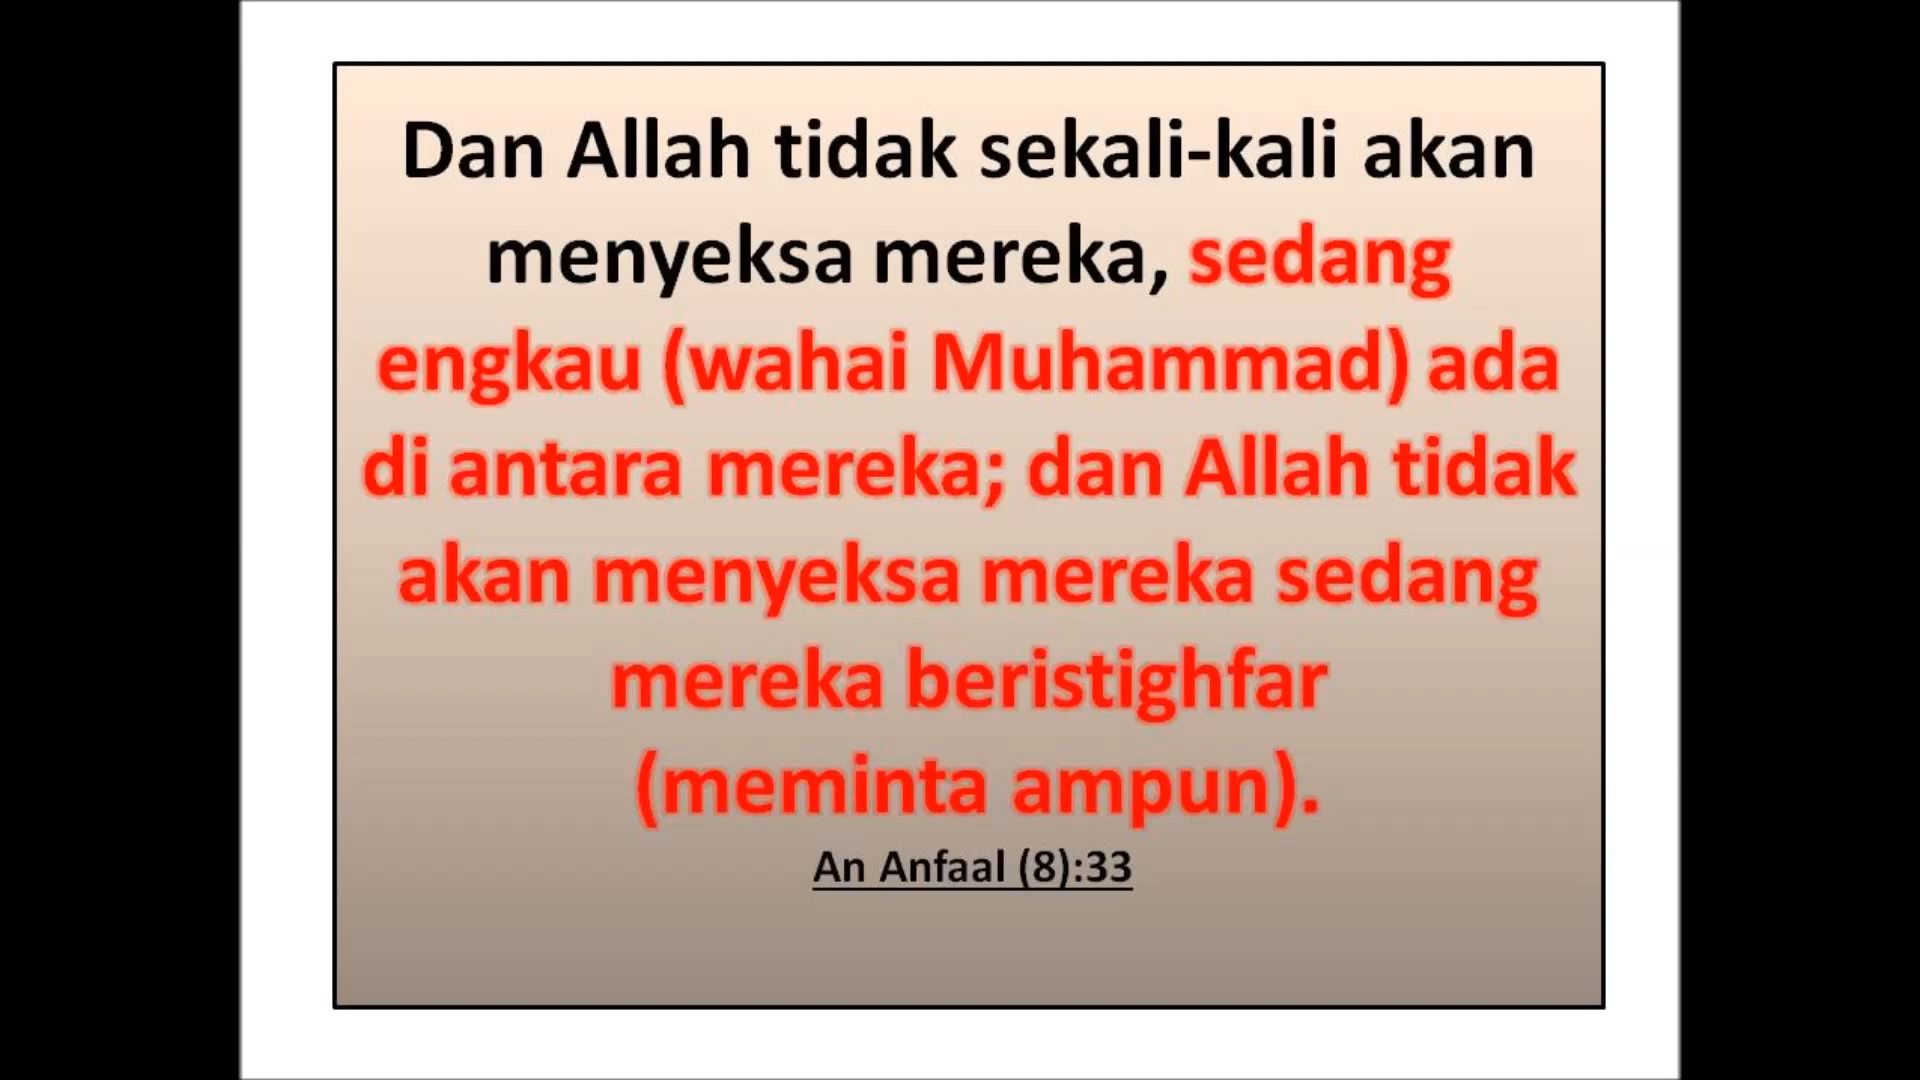 Dan Allah tidak sekali-kali akan
menyeksa mereka, sedang
engkau (wahai Muhammad) ada
di antara mereka; dan Allah tidak
akan menyeksa mereka sedang
mereka beristighfar
(meminta ampun).
An Anfaal (8):33